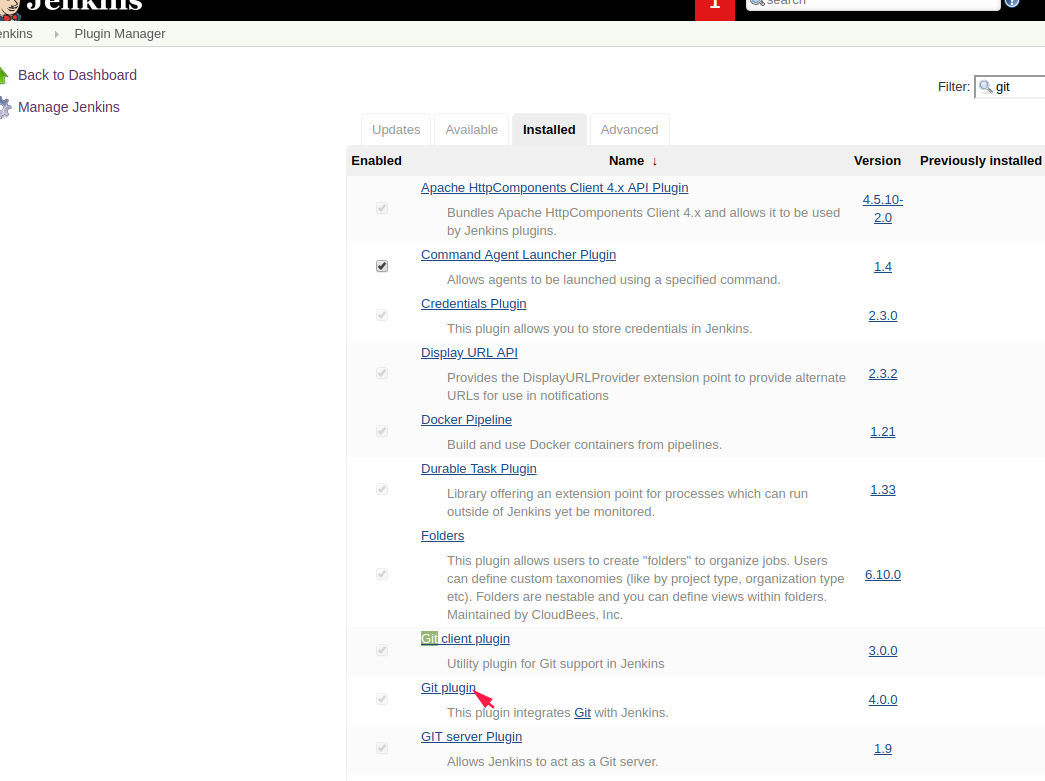 Jenkins
1
search
?
enkins
Plugin Manager
Back to Dashboard
Manage Jenkins
Filter: git
Updates Available Installed Advanced
Enabled Name ↓ Version Previously installed
Apache HttpComponents Client 4.x API Plugin
Bundles Apache HttpComponents Client 4.x and allows it to be used
by Jenkins plugins.
4.5.10-
2.0
Command Agent Launcher Plugin
Allows agents to be launched using a specified command.
1.4
Credentials Plugin
This plugin allows you to store credentials in Jenkins.
2.3.0
Display URL API
Provides the DisplayURLProvider extension point to provide alternate
URLs for use in notifications
2.3.2
Docker Pipeline
Build and use Docker containers from pipelines.
1.21
Durable Task Plugin
Library offering an extension point for processes which can run
outside of Jenkins yet be monitored.
1.33
Folders
This plugin allows users to create "folders" to organize jobs. Users
can define custom taxonomies (like by project type, organization type
etc). Folders are nestable and you can define views within folders.
Maintained by CloudBees, Inc.
6.10.0
Git client plugin
Utility plugin for Git support in Jenkins
3.0.0
Git plugin
This plugin integrates Git with Jenkins.
4.0.0
GIT server Plugin
Allows Jenkins to act as a Git server.
1.9